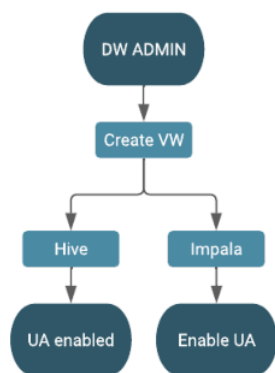 DW ADMIN
Create VW
Hive
Impala
UA enabled
Enable UA